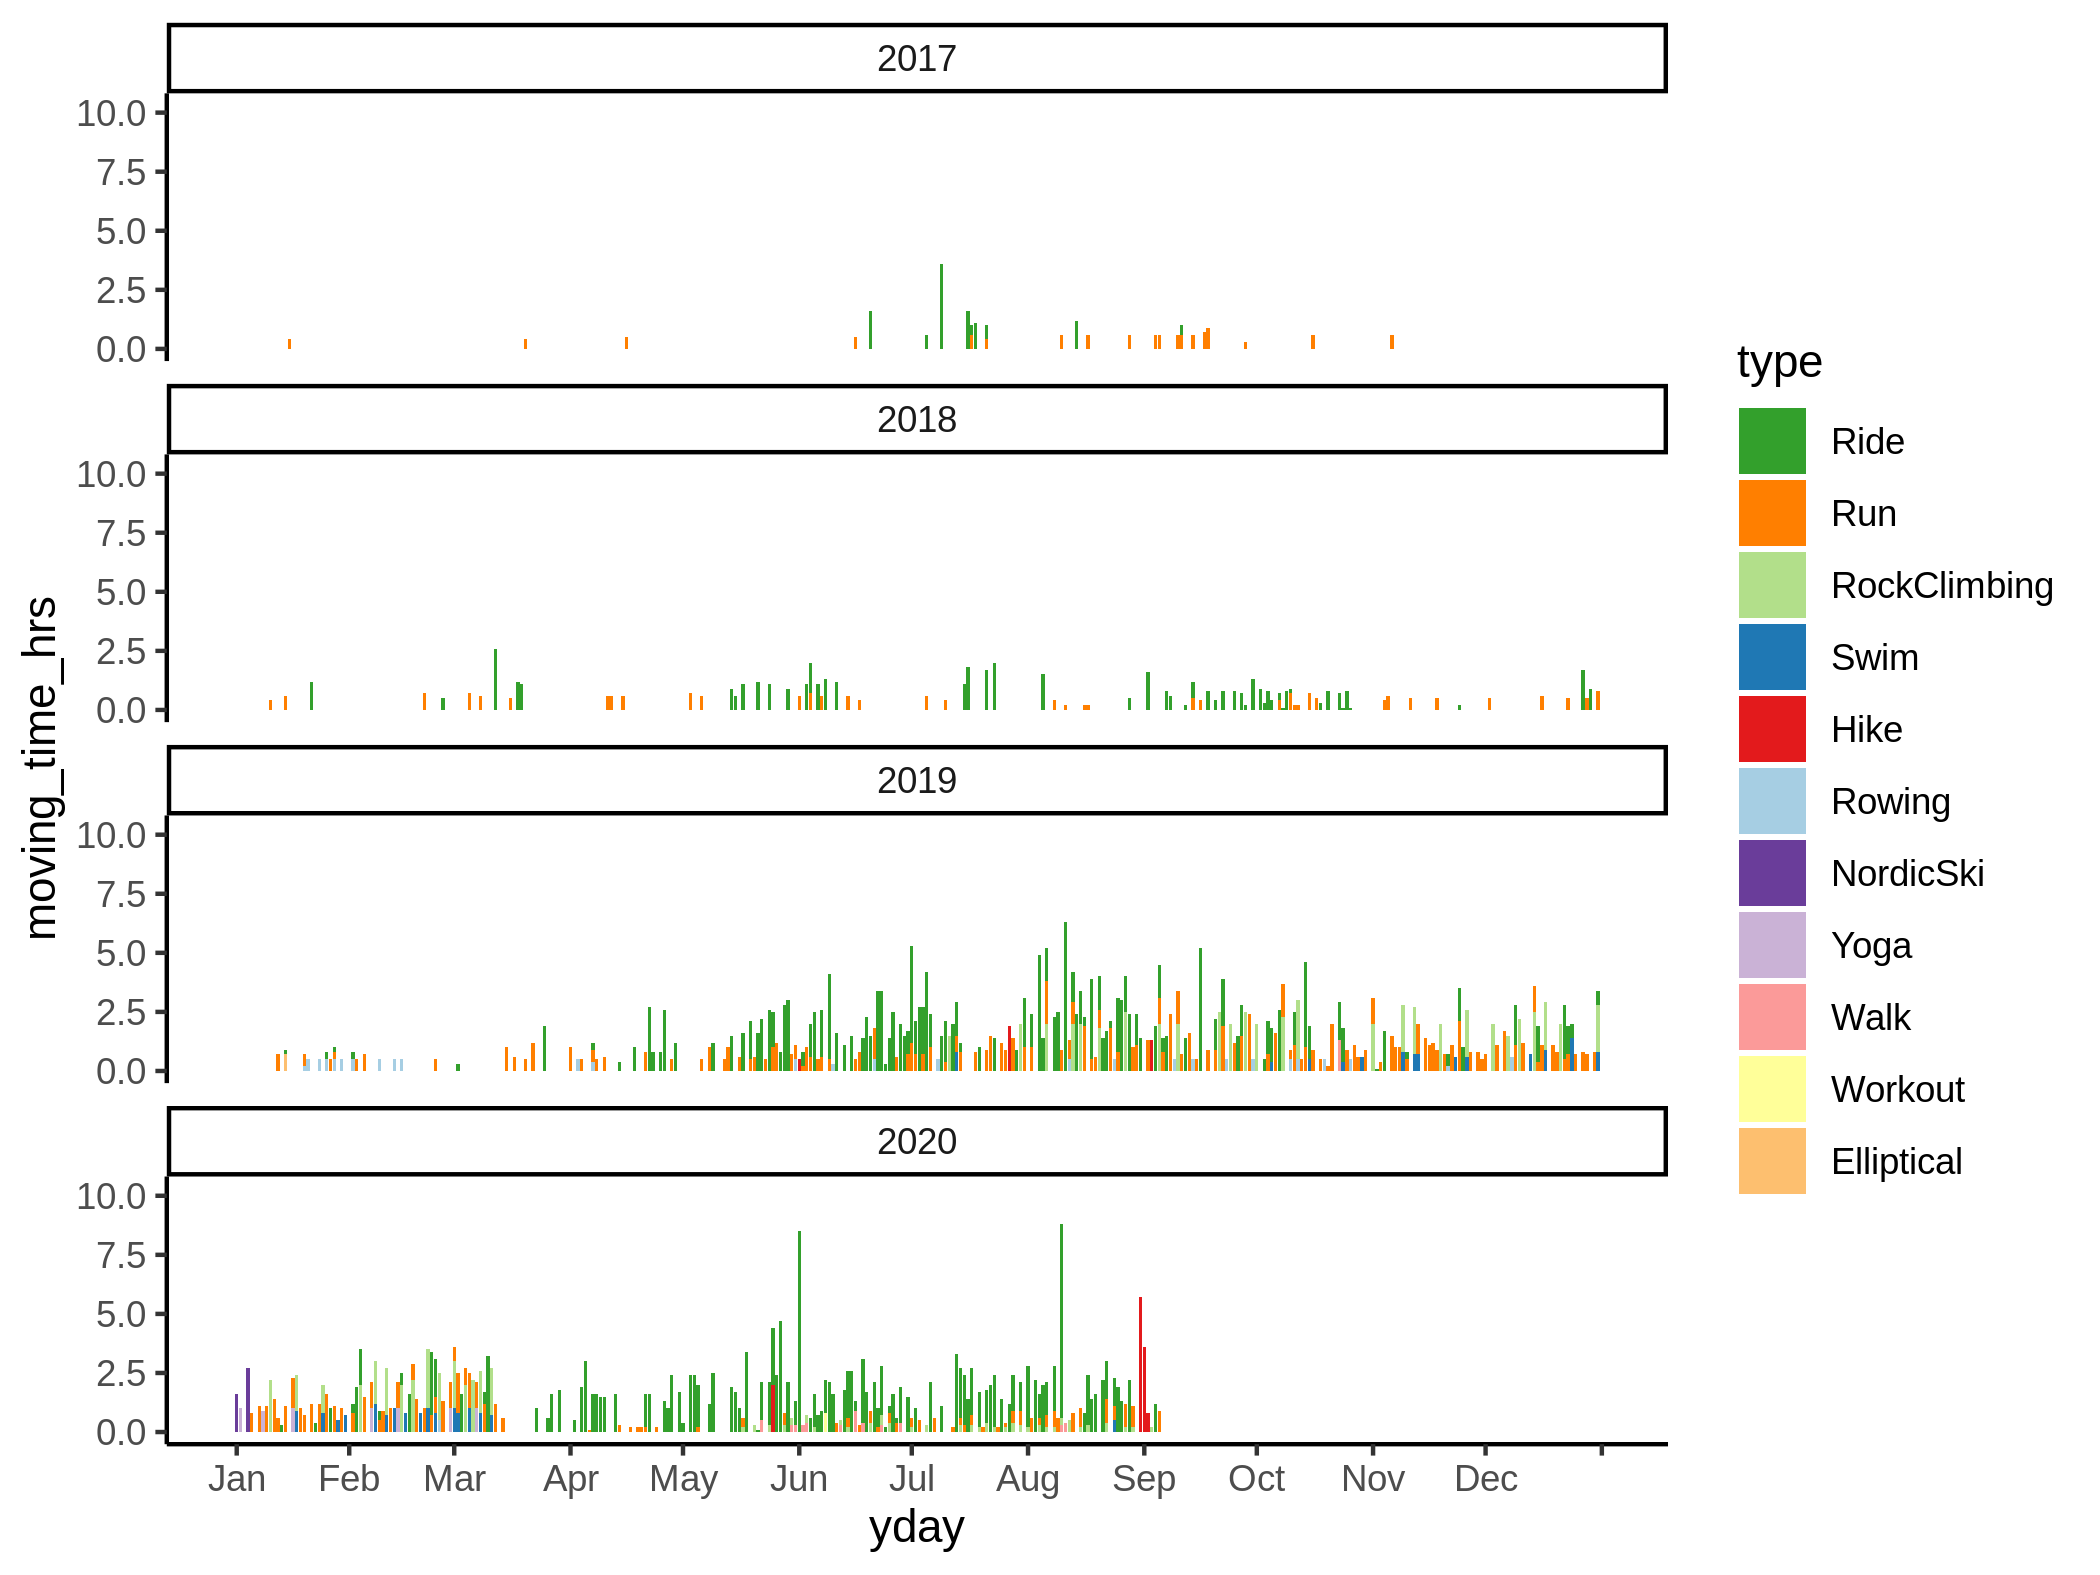 2017
10.0
7.5
5.0
2.5
0.0
2018
10.0
7.5
5.0
2.5
0.0
2019
10.0
7.5
5.0
2.5
0.0
2020
10.0
7.5
5.0
2.5
0.0
Jan Feb Mar Apr May Jun Jul Aug Sep Oct Nov Dec
yday
moving_time_hrs
type
Ride
Run
RockClimbing
Swim
Hike
Rowing
NordicSki
Yoga
Walk
Workout
Elliptical